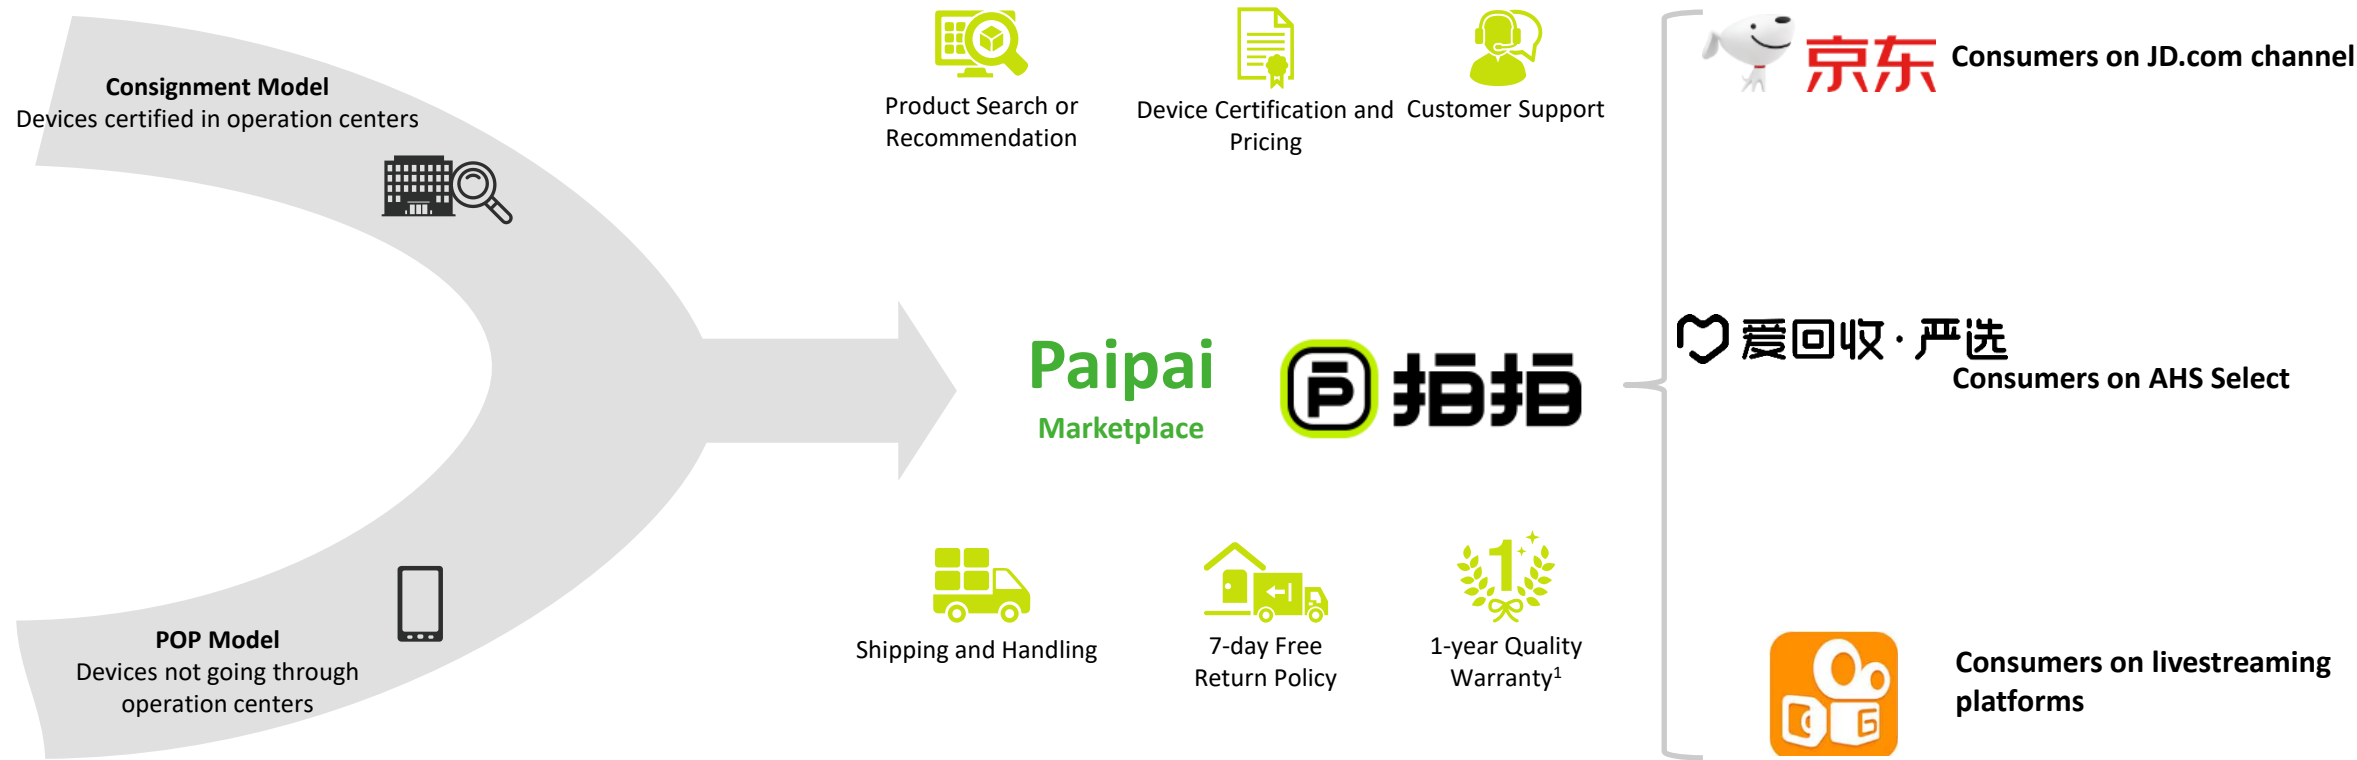 Consignment Model
Devices certified in operation centers
POP Model
Devices not going through
operation centers
Product Search or
Recommendation
Device Certification and
Pricing
Customer Support
Paipai
Marketplace
拍拍
Shipping and Handling
7-day Free
Return Policy
1
1-year Quality
Warranty¹
京东
Consumers on JD.com channel
爱回收·严选
Consumers on AHS Select
Consumers on livestreaming
platforms